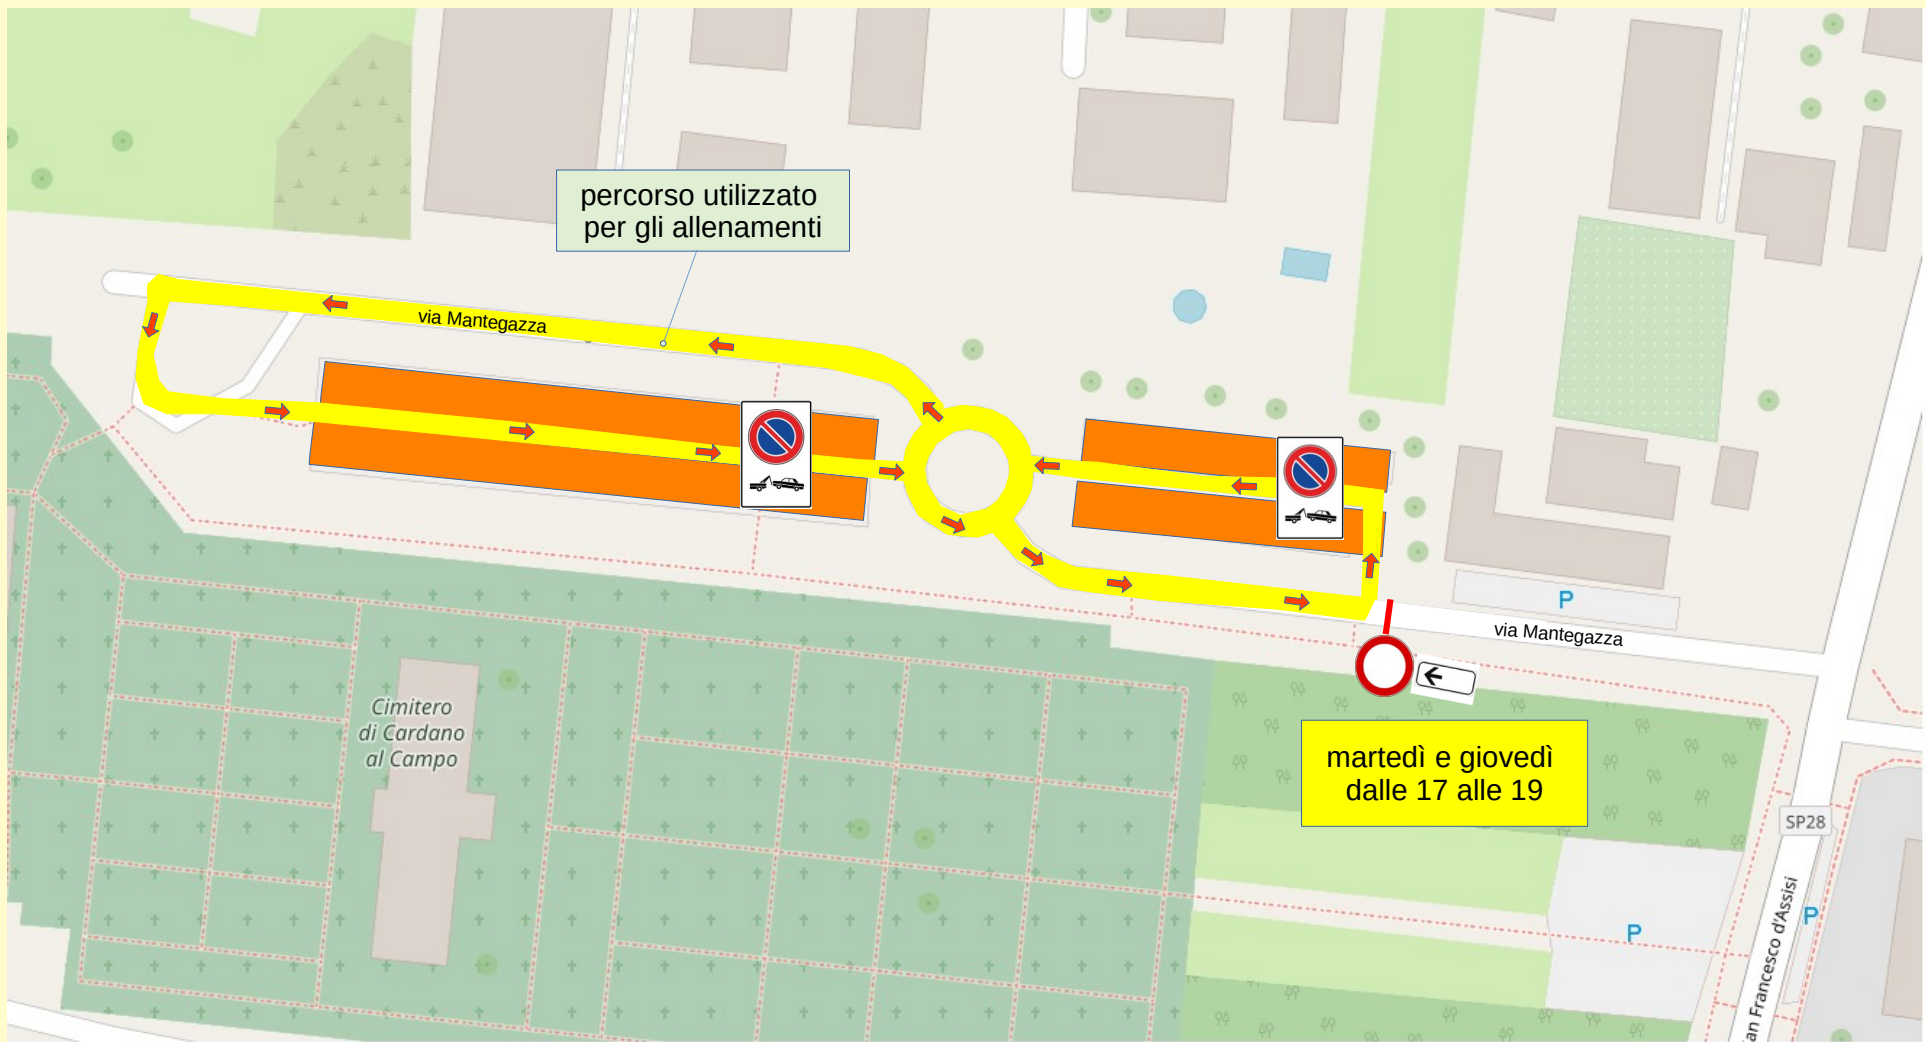 percorso utilizzato
per gli allenamenti
via Mantegazza
P
via Mantegazza
Cimitero
di Cardano
al Campo
martedì e giovedì
dalle 17 alle 19
SP28
P
P
an Francesco d'Assisi